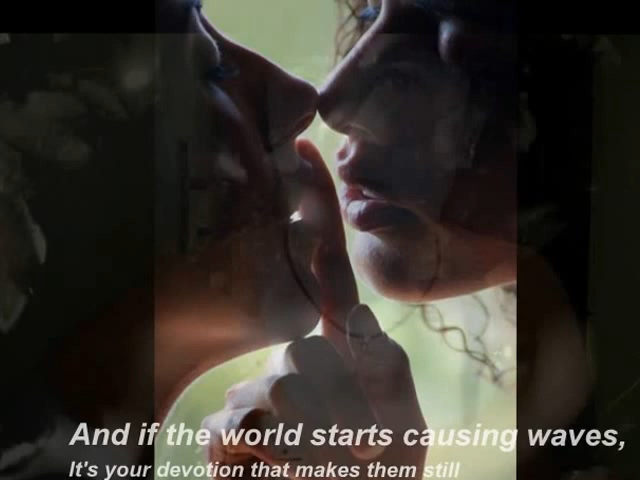 And if the world starts causing waves,
It's your devotion that makes them still